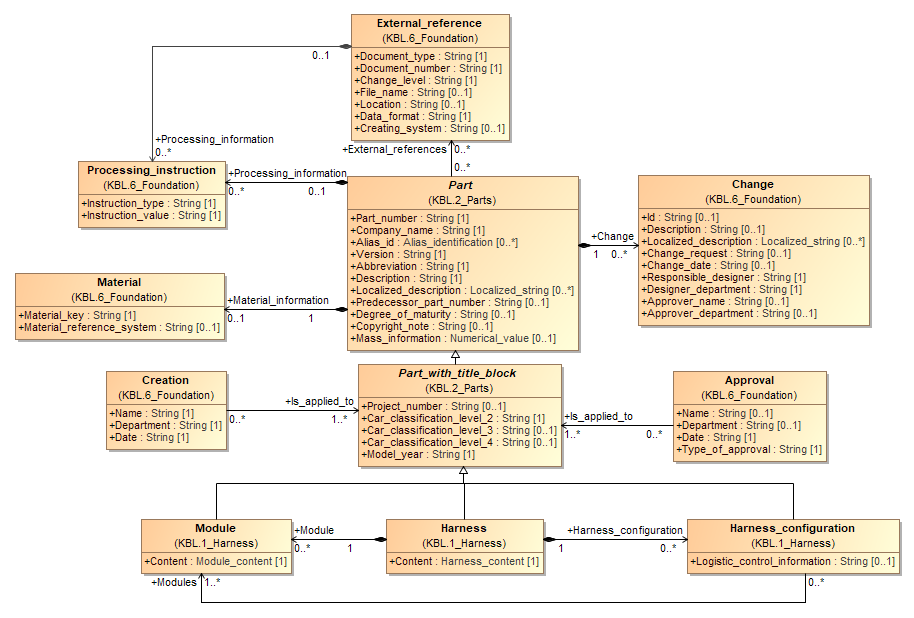 External_reference
(KBL.6_Foundation)
+Document_type : String [1]
+Document_number : String [1]
+Change_level : String [1]
+File_name : String [0..1]
+Location : String [0..1]
+Data_format : String [1]
+Creating_system : String [0..1]
0..1
+Processing_information
0..*
+External_references
0..*
0..*
Processing_instruction
(KBL.6_Foundation)
+Instruction_type : String [1]
+Instruction_value : String [1]
+Processing_information
0..*
0..1
Part
(KBL.2_Parts)
+Part_number : String [1]
+Company_name : String [1]
+Alias_id : Alias_identification [0..*]
+Version : String [1]
+Abbreviation : String [1]
+Description : String [1]
+Localized_description : Localized_string [0..*]
+Predecessor_part_number : String [0..1]
+Degree_of_maturity : String [0..1]
+Copyright_note : String [0..1]
+Mass_information : Numerical_value [0..1]
+Change
1
0..*
Change
(KBL.6_Foundation)
+Id : String [0..1]
+Description : String [0..1]
+Localized_description : Localized_string [0..*]
+Change_request : String [0..1]
+Change_date : String [0..1]
+Responsible_designer : String [1]
+Designer_department : String [1]
+Approver_name : String [0..1]
+Approver_department : String [0..1]
Material
(KBL.6_Foundation)
+Material_key : String [1]
+Material_reference_system : String [0..1]
+Material_information
0..1
1
Creation
(KBL.6_Foundation)
+Name : String [1]
+Department : String [1]
+Date : String [1]
+Is_applied_to
0..*
1..*
Part_with_title_block
(KBL.2_Parts)
+Project_number : String [0..1]
+Car_classification_level_2 : String [1]
+Car_classification_level_3 : String [0..1]
+Car_classification_level_4 : String [0..1]
+Model_year : String [1]
+Is_applied_to
1..*
0..*
Approval
(KBL.6_Foundation)
+Name : String [0..1]
+Department : String [0..1]
+Date : String [1]
+Type_of_approval : String [1]
Module
(KBL.1_Harness)
+Content : Module_content [1]
+Module
0..*
1
Harness
(KBL.1_Harness)
+Content : Harness_content [1]
+Harness_configuration
1
0..*
Harness_configuration
(KBL.1_Harness)
+Logistic_control_information : String [0..1]
+Modules
1..*
0..*